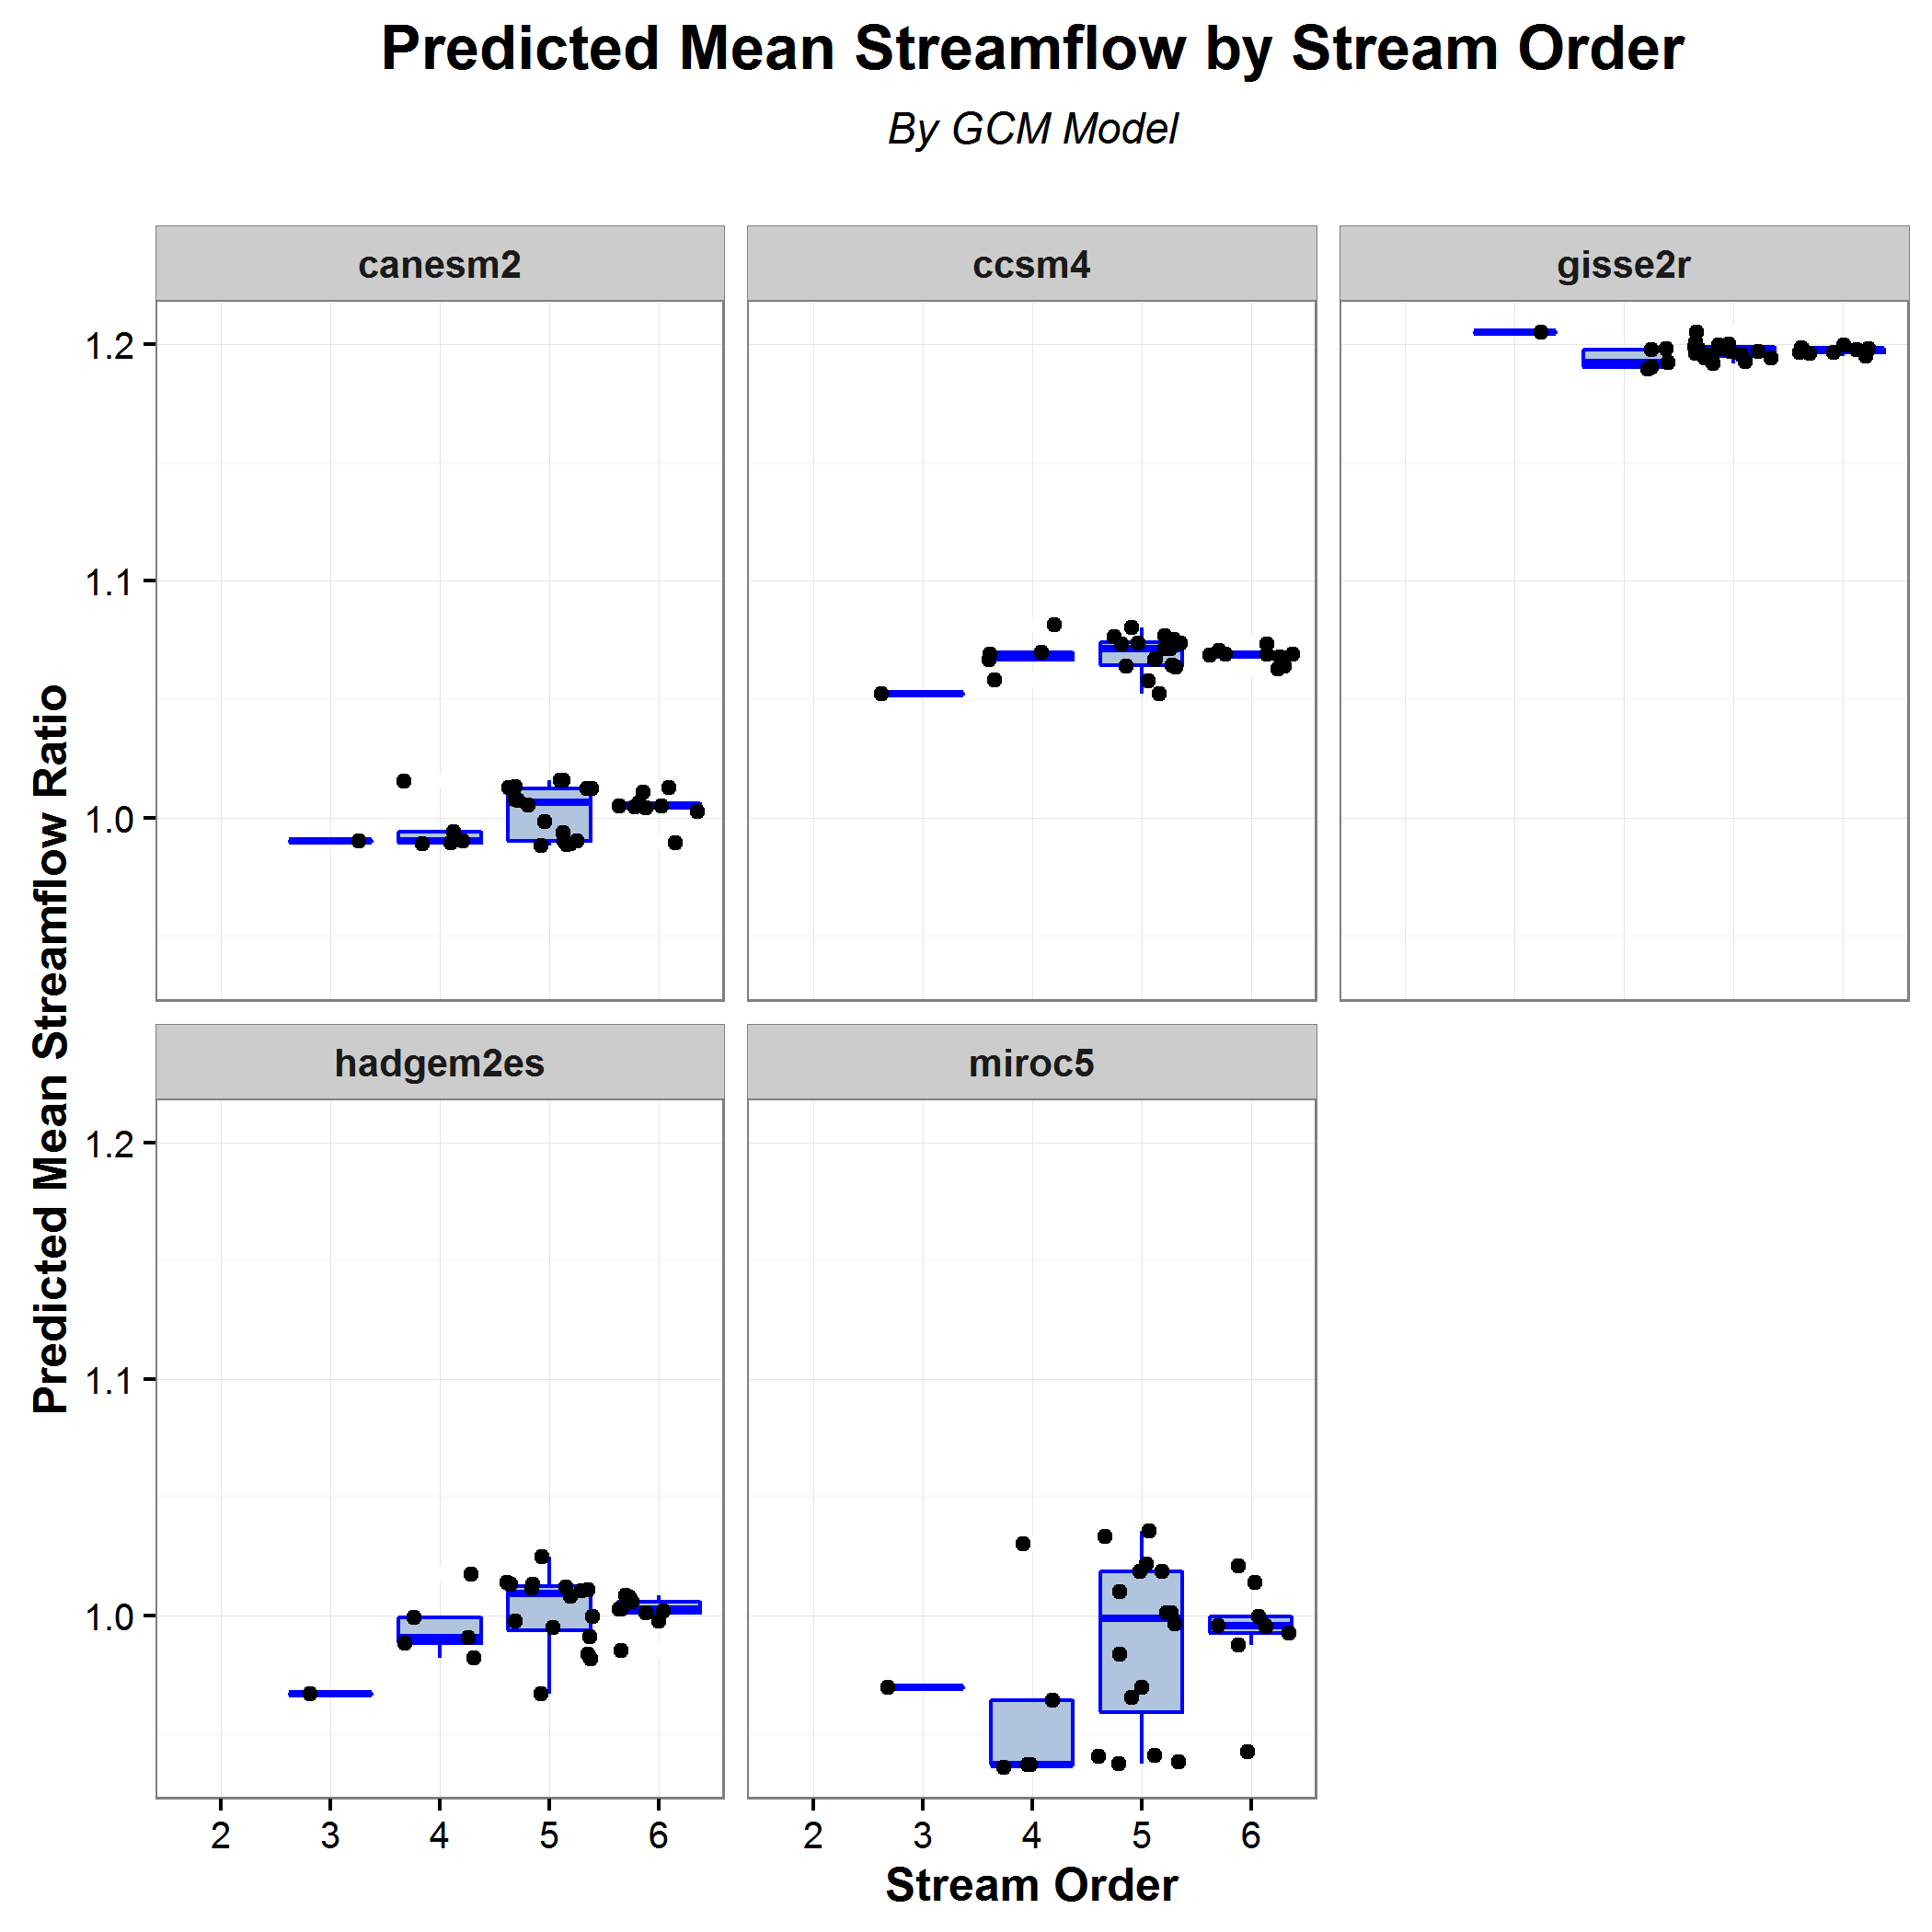 Predicted Mean Streamflow by Stream Order
By GCM Model
canesm2
ccsm4
gisse2r
1.2
1.1
1.0
hadgem2es
miroc5
1.2
1.1
1.0
2 3 4 5 6
2 3 4 5 6
Stream Order
Predicted Mean Streamflow Ratio